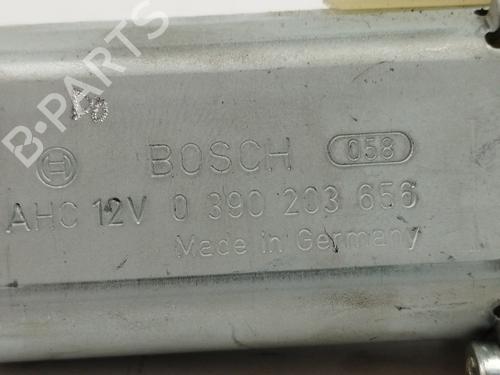 B-PARTS
BOSCH 058
AHC 12V 0 390 203 656
Made in Germany